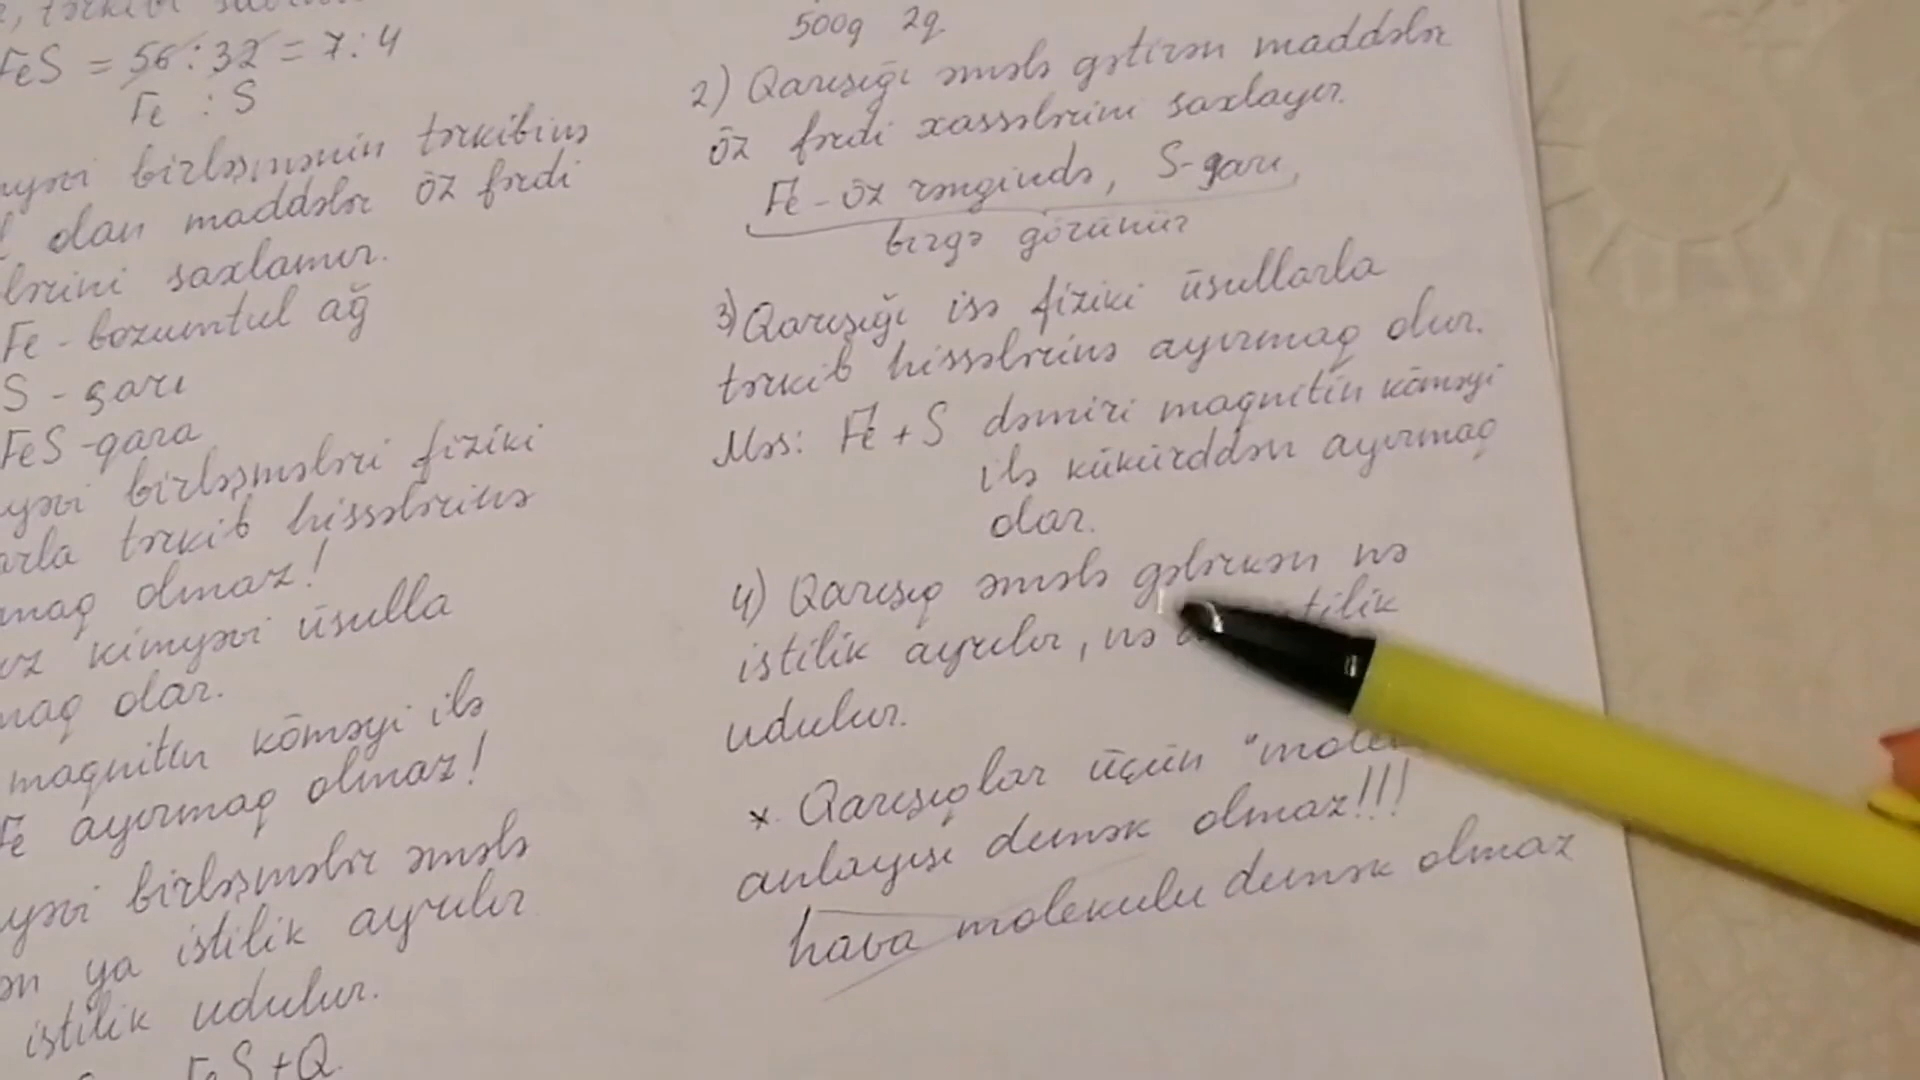 FeS = 56:32 = 7:4
Fe : S
birləşmənin tərkibinə
olan maddələr öz fərdi
saxlamır.
Fe - bozumtul ağ
S - sarı
FeS - qara
birləşmələri fiziki
tərkib hissələrinə
olmaz!
kimyəvi üsulla
olar.
maqnitin köməyi ilə
Fe ayırmaq olmaz!
birləşmələr əmələ
ya istilik ayrılır
istilik udulur.
FeS + Q
500q 2q
2) Qarışığı əmələ gətirən maddələr
öz fərdi xassələrini saxlayır.
Fe - öz rəngində, S - sarı,
birgə görünür
3) Qarışığı isə fiziki üsullarla
tərkib hissələrinə ayırmaq olur.
Məs: Fe + S dəmiri maqnitin köməyi
ilə kükürddən ayırmaq
olar.
4) Qarışıq əmələ gələrkən nə
istilik ayrılır, nə
udulur.
* Qarışıqlar üçün
anlayışı demək olmaz!!!
hava molekulu demək olmaz